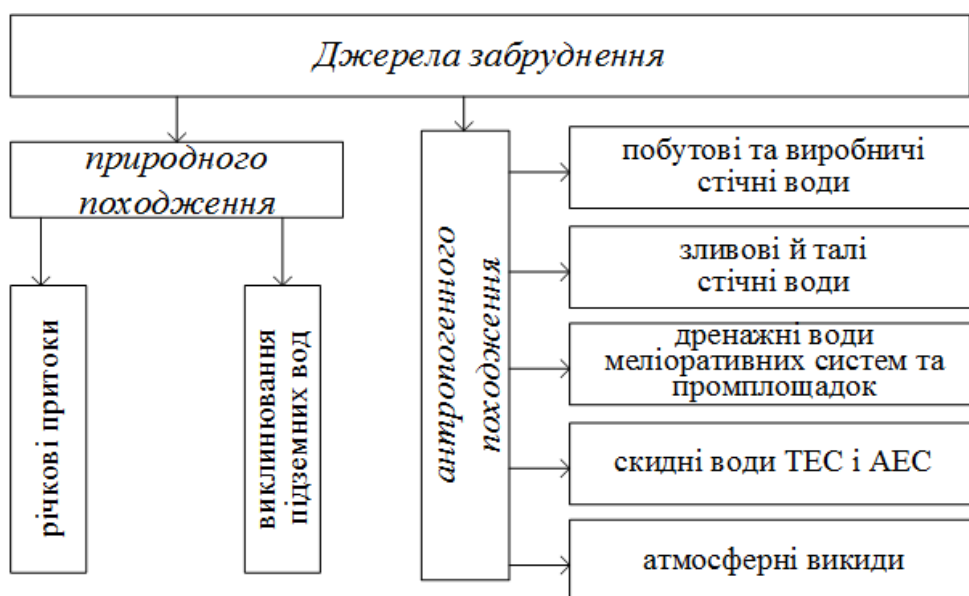 Джерела забруднення
природного
походження
річкові притоки
виклинювання
підземних вод
антропогенного
походження
побутові та виробничі
стічні води
зливові й талі
стічні води
дренажні води
меліоративних систем та
промплощадок
скидні води ТЕС і АЕС
атмосферні викиди